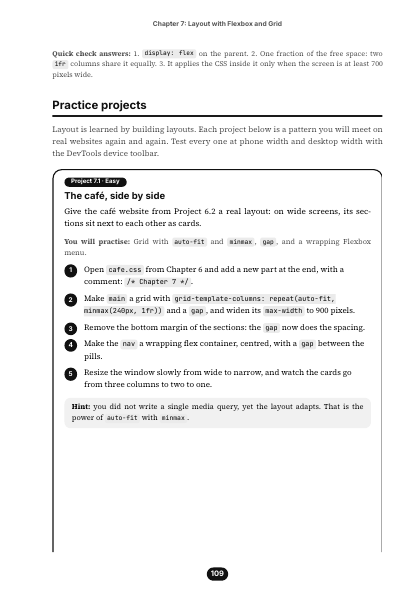 Chapter 7: Layout with Flexbox and Grid
Quick check answers: 1. display: flex on the parent. 2. One fraction of the free space: two
1fr columns share it equally. 3. It applies the CSS inside it only when the screen is at least 700
pixels wide.
Practice projects
Layout is learned by building layouts. Each project below is a pattern you will meet on
real websites again and again. Test every one at phone width and desktop width with
the DevTools device toolbar.
Project 7.1 · Easy
The café, side by side
Give the café website from Project 6.2 a real layout: on wide screens, its sec-
tions sit next to each other as cards.
You will practise: Grid with auto-fit and minmax, gap, and a wrapping Flexbox
menu.
1 Open cafe.css from Chapter 6 and add a new part at the end, with a
comment: /* Chapter 7 */.
2 Make main a grid with grid-template-columns: repeat(auto-fit,
minmax(240px, 1fr)) and a gap, and widen its max-width to 900 pixels.
3 Remove the bottom margin of the sections: the gap now does the spacing.
4 Make the nav a wrapping flex container, centred, with a gap between the
pills.
5 Resize the window slowly from wide to narrow, and watch the cards go
from three columns to two to one.
Hint: you did not write a single media query, yet the layout adapts. That is the
power of auto-fit with minmax.
109